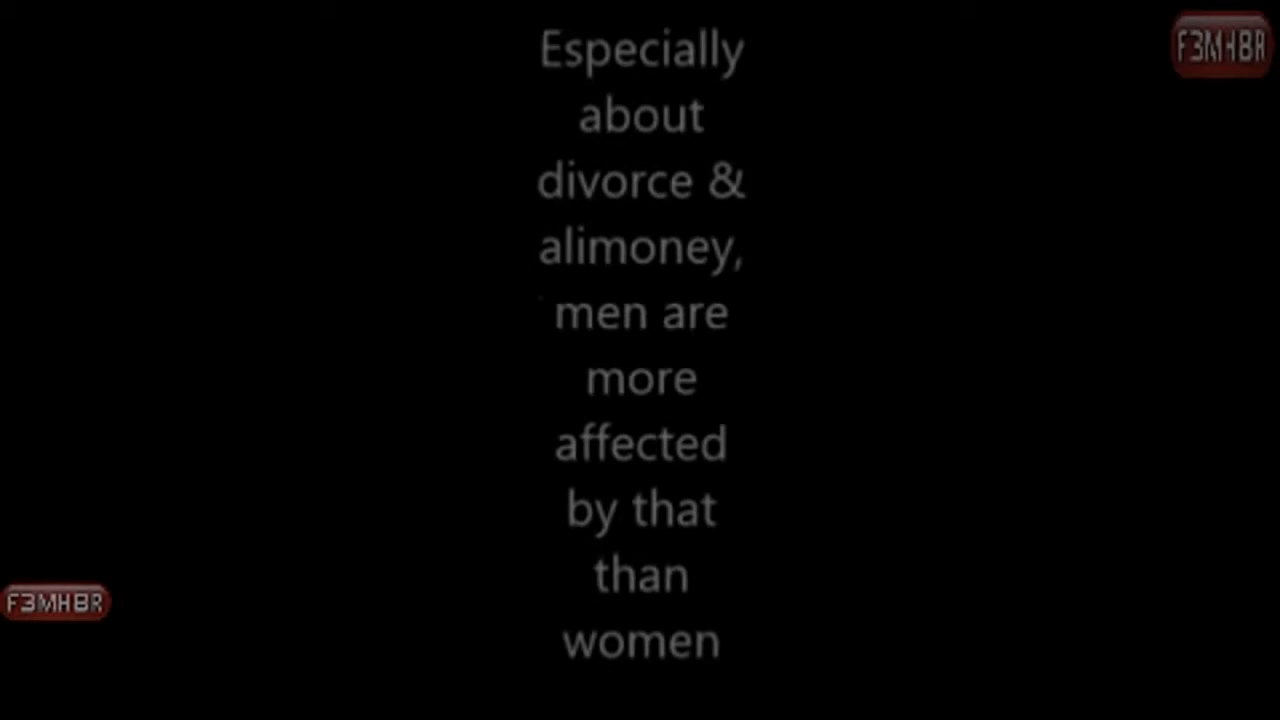 Especially
about
divorce &
alimoney,
men are
more
affected
by that
than
women
F3MHBR
F3MHBR